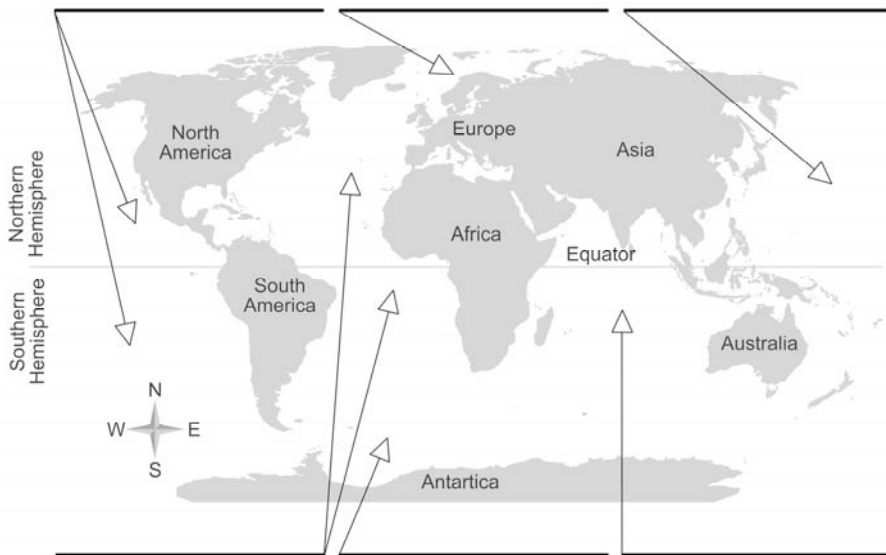 North
America
Europe
Asia
Northern
Hemisphere
Africa
Equator
South
America
Southern
Hemisphere
Australia
N
W E
S
Antartica